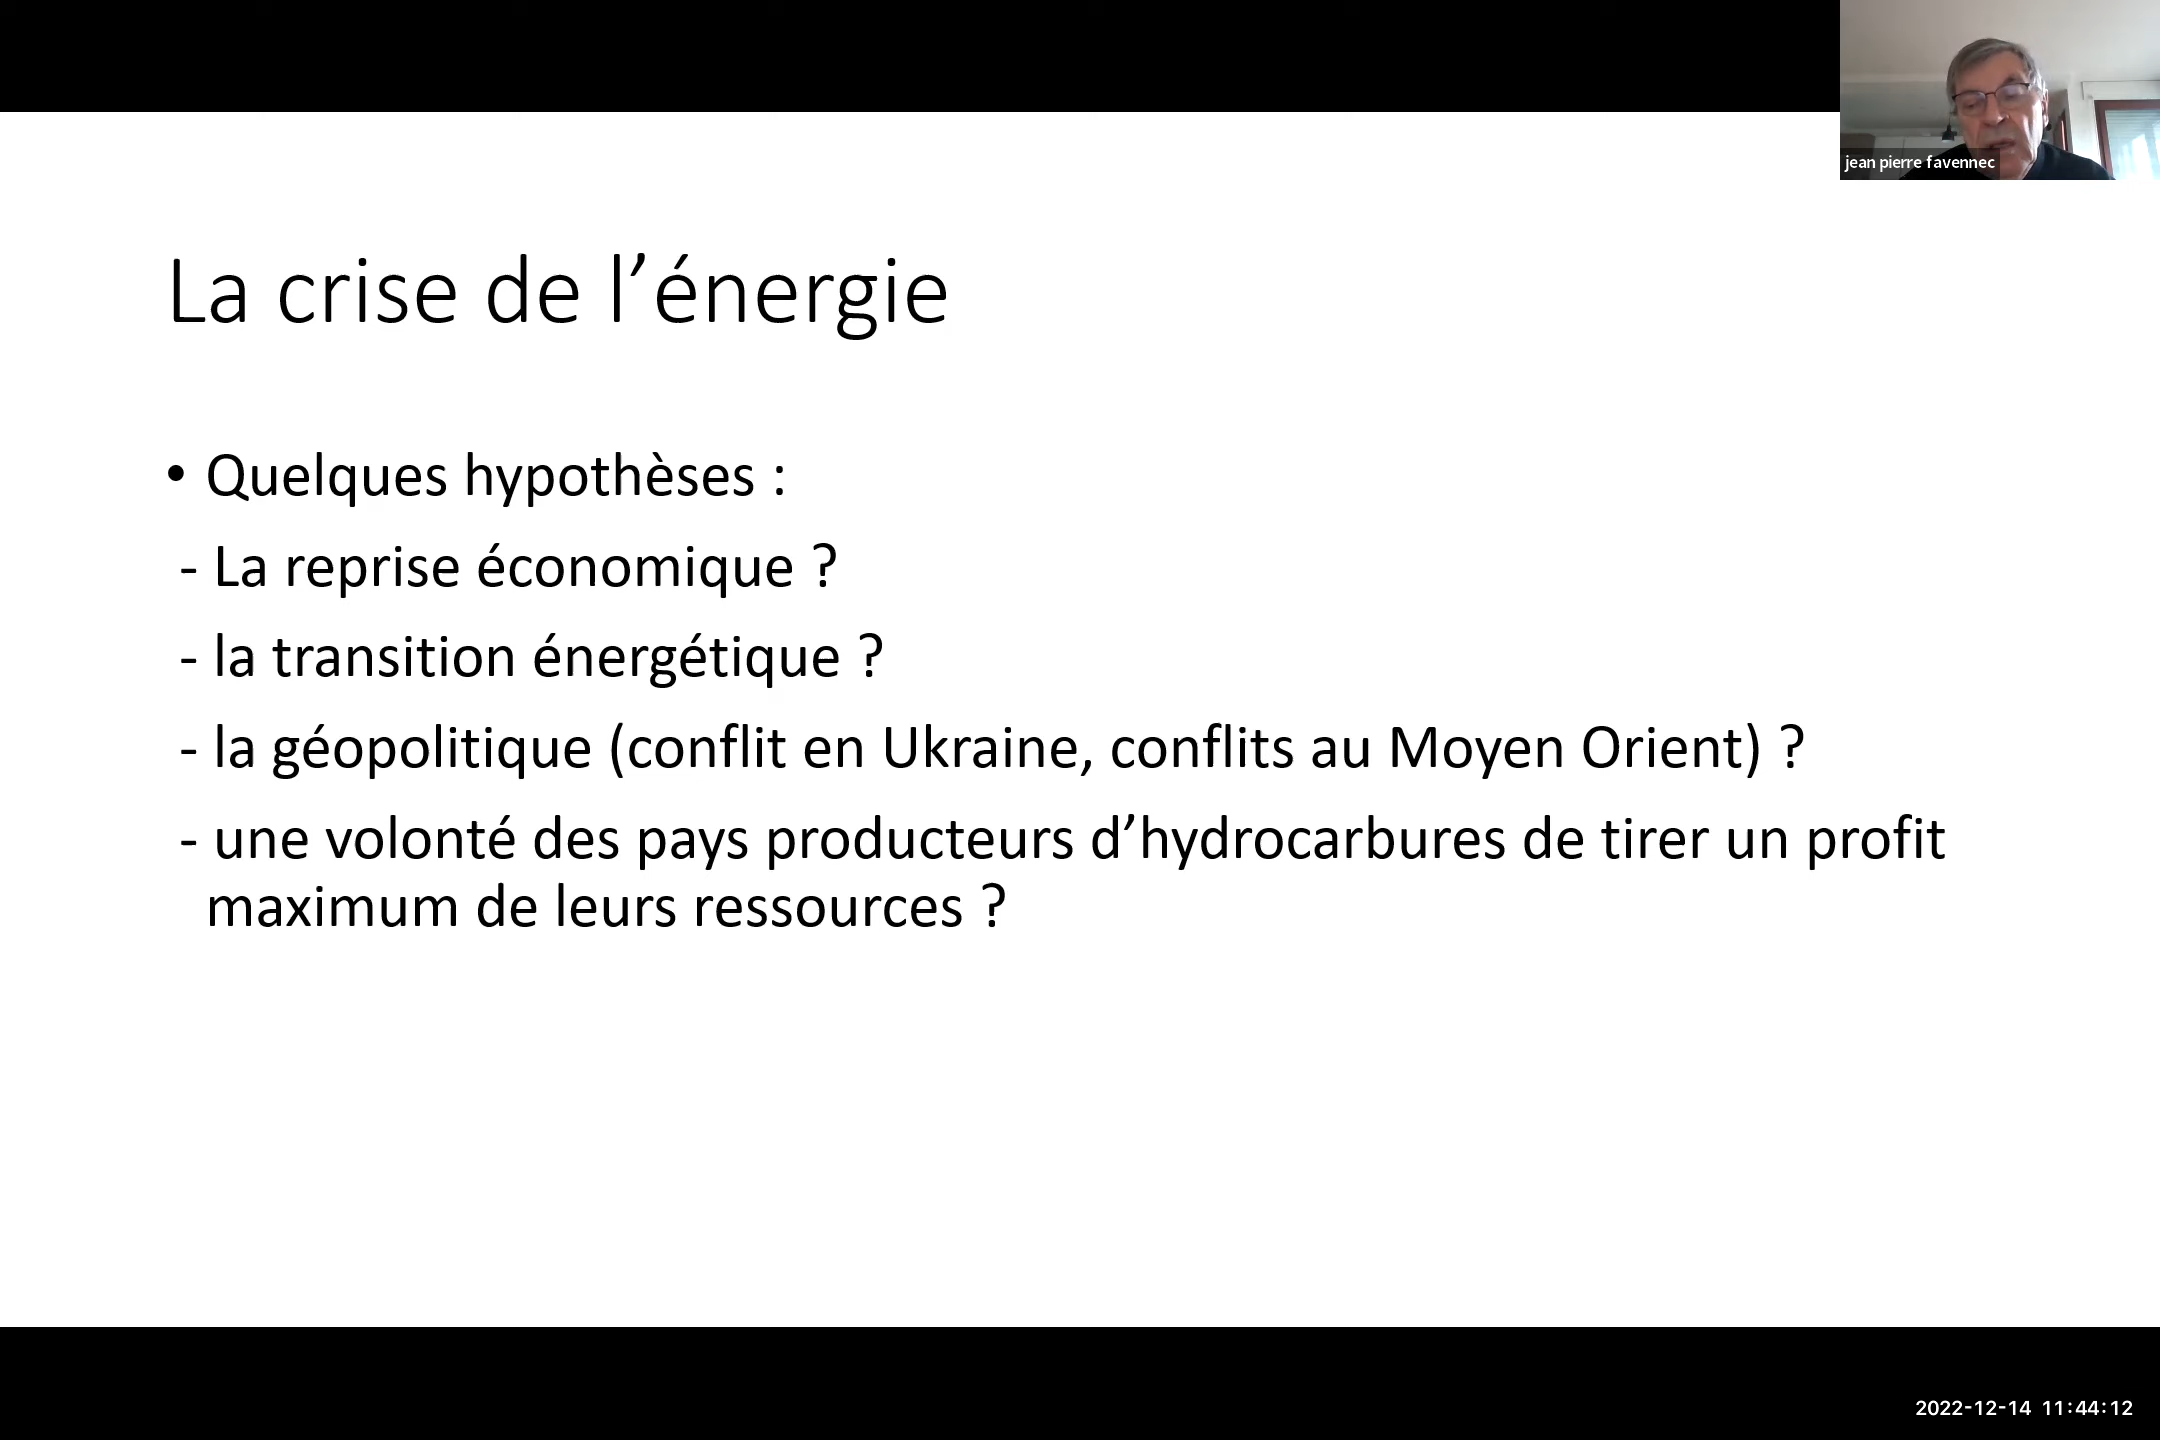 jean pierre favennec
La crise de l’énergie
• Quelques hypothèses :
- La reprise économique ?
- la transition énergétique ?
- la géopolitique (conflit en Ukraine, conflits au Moyen Orient) ?
- une volonté des pays producteurs d’hydrocarbures de tirer un profit
maximum de leurs ressources ?
2022-12-14 11:44:12